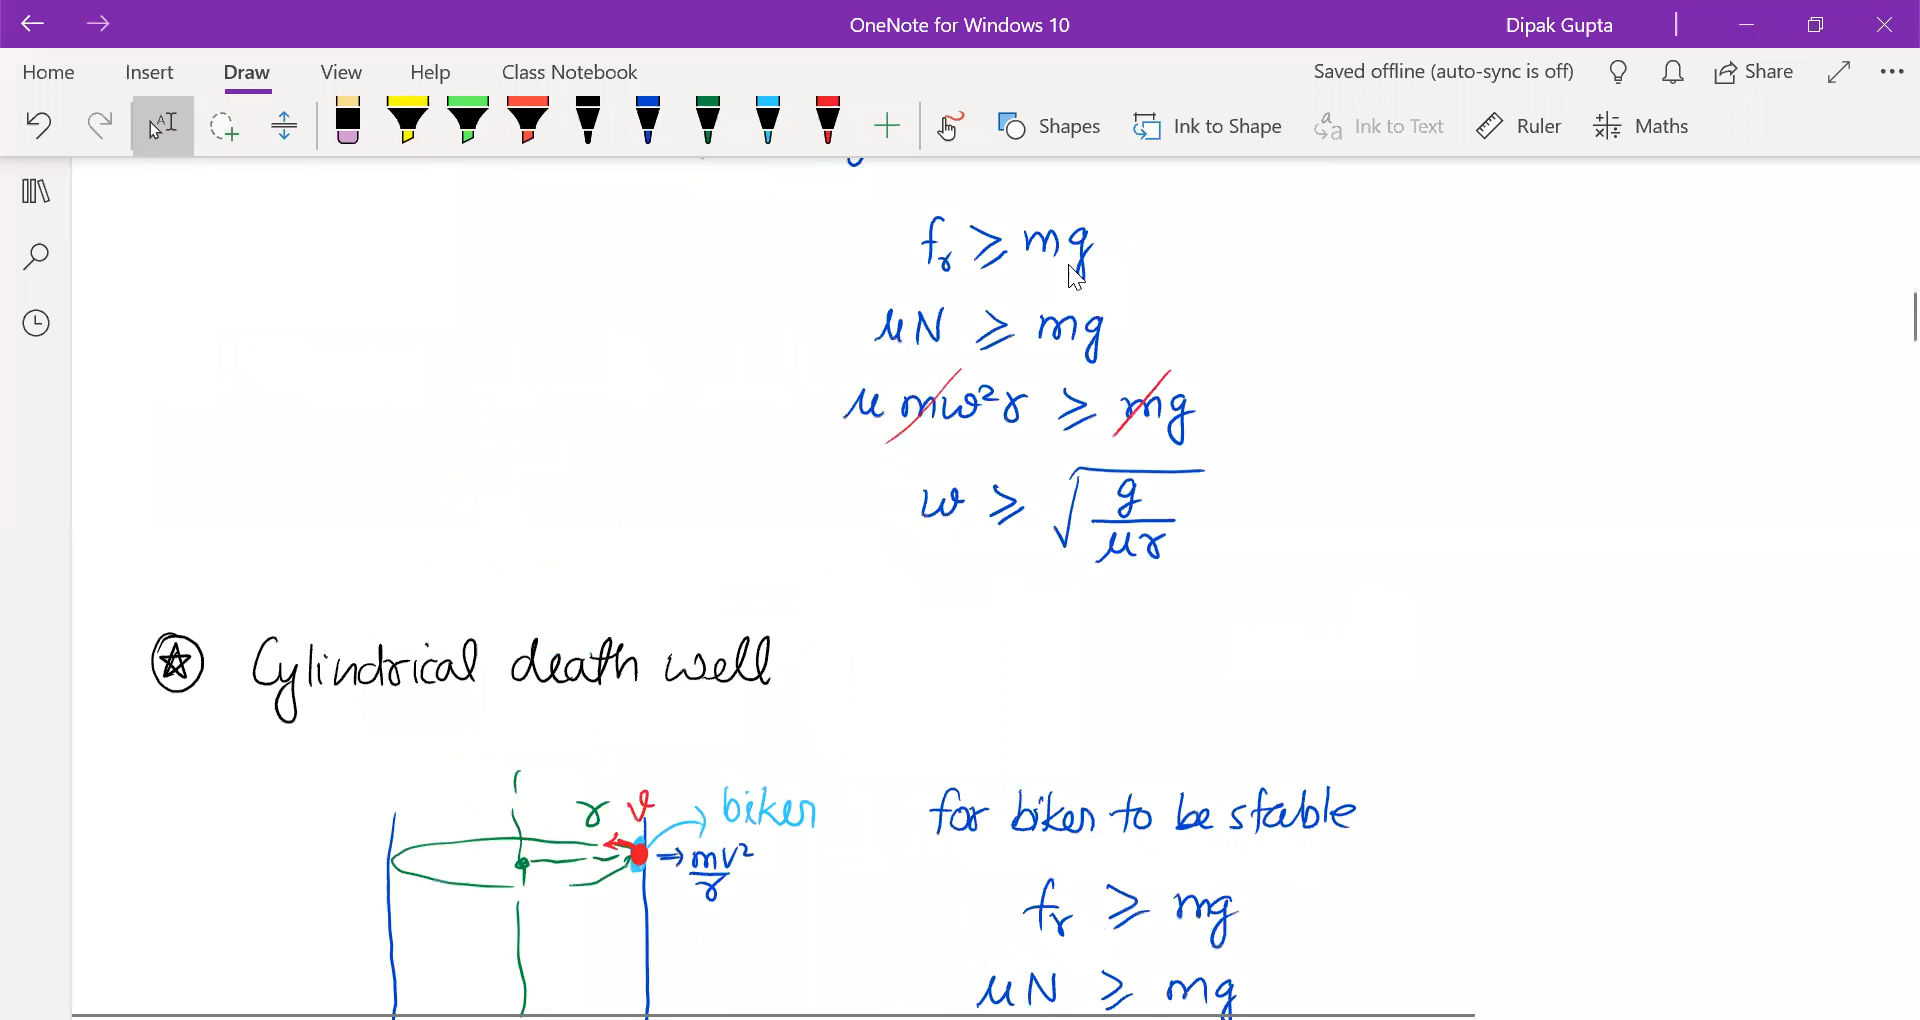 OneNote for Windows 10
Dipak Gupta
Home Insert Draw View Help Class Notebook
Saved offline (auto-sync is off) Share
Shapes Ink to Shape Ink to Text Ruler Maths
fr ⩾ mg
μN ⩾ mg
μmω²r ⩾ mg
ω ⩾ √(g/μr)
Cylindrical death well
r v biker
⇒ mv²/r
for biker to be stable
fr ⩾ mg
μN ⩾ mg